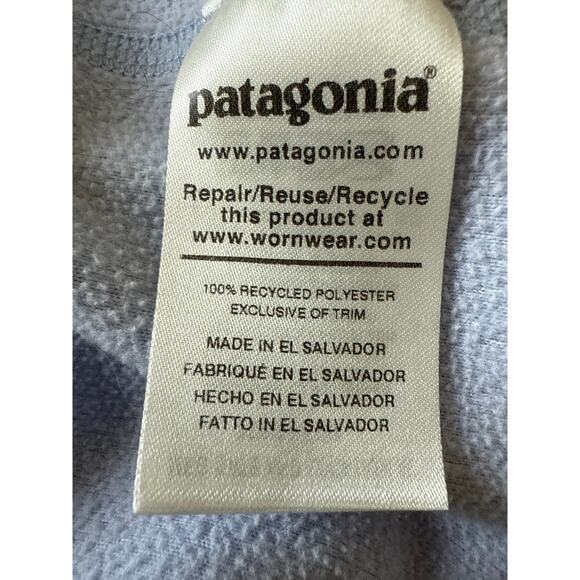 patagonia®
www.patagonia.com
Repair/Reuse/Recycle
this product at
www.wornwear.com
100% RECYCLED POLYESTER
EXCLUSIVE OF TRIM
MADE IN EL SALVADOR
FABRIQUÉ EN EL SALVADOR
HECHO EN EL SALVADOR
FATTO IN EL SALVADOR